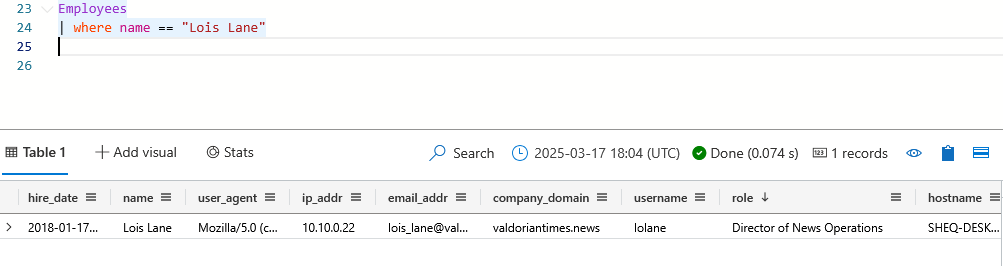 23 Employees
24 | where name == "Lois Lane"
25
26
Table 1 Add visual Stats Search 2025-03-17 18:04 (UTC) Done (0.074 s) 1 records
hire_date name user_agent ip_addr email_addr company_domain username role hostname
2018-01-17... Lois Lane Mozilla/5.0 (c... 10.10.0.22 lois_lane@val... valdoriantimes.news lolane Director of News Operations SHEQ-DESK...